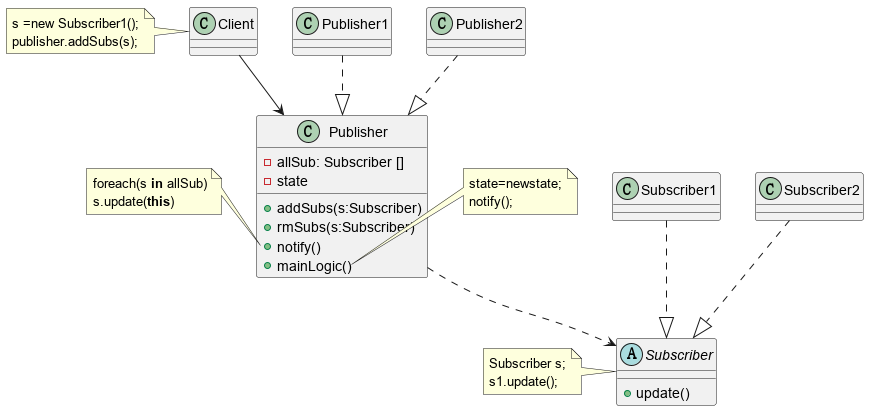 s =new Subscriber1();
publisher.addSubs(s);
C Client
C Publisher1
C Publisher2
C Publisher
allSub: Subscriber []
state
addSubs(s:Subscriber)
rmSubs(s:Subscriber)
notify()
mainLogic()
foreach(s in allSub)
s.update(this)
state=newstate;
notify();
C Subscriber1
C Subscriber2
A Subscriber
update()
Subscriber s;
s1.update();